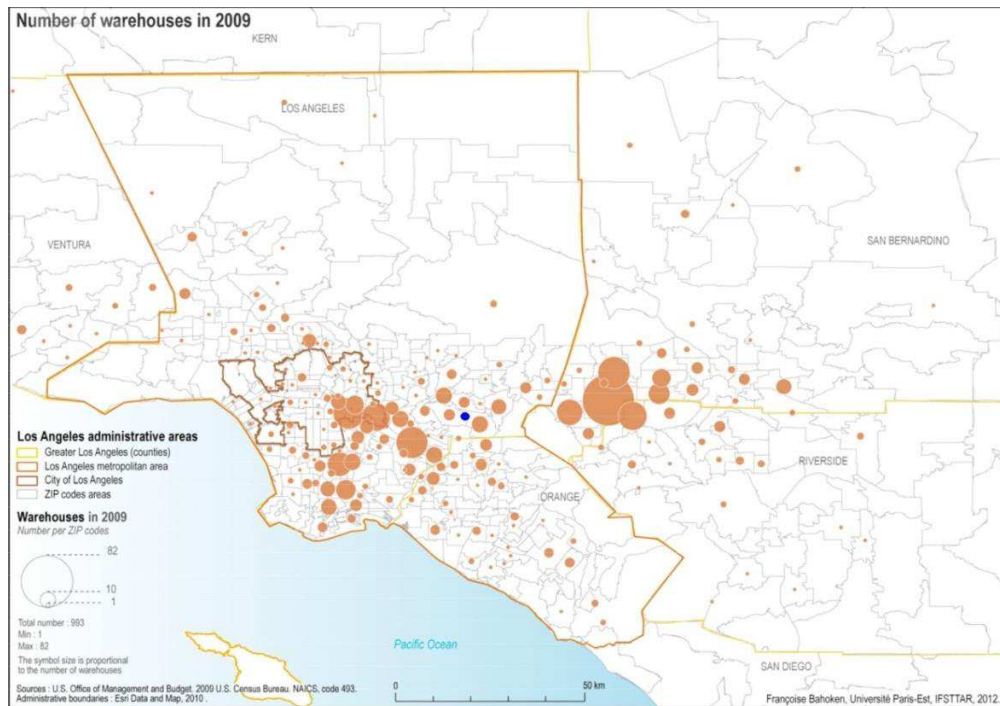 Number of warehouses in 2009
KERN
LOS ANGELES
VENTURA
SAN BERNARDINO
RIVERSIDE
ORANGE
SAN DIEGO
Pacific Ocean
Los Angeles administrative areas
Greater Los Angeles (counties)
Los Angeles metropolitan area
City of Los Angeles
ZIP codes areas
Warehouses in 2009
Number per ZIP codes
82
10
1
Total number : 993
Min : 1
Max : 82
The symbol size is proportional
to the number of warehouses
Sources : U.S. Office of Management and Budget. 2009 U.S. Census Bureau. NAICS, code 493.
Administrative boundaries : Esri Data and Map, 2010 .
0 50 km
Françoise Bahoken, Université Paris-Est, IFSTTAR, 2012